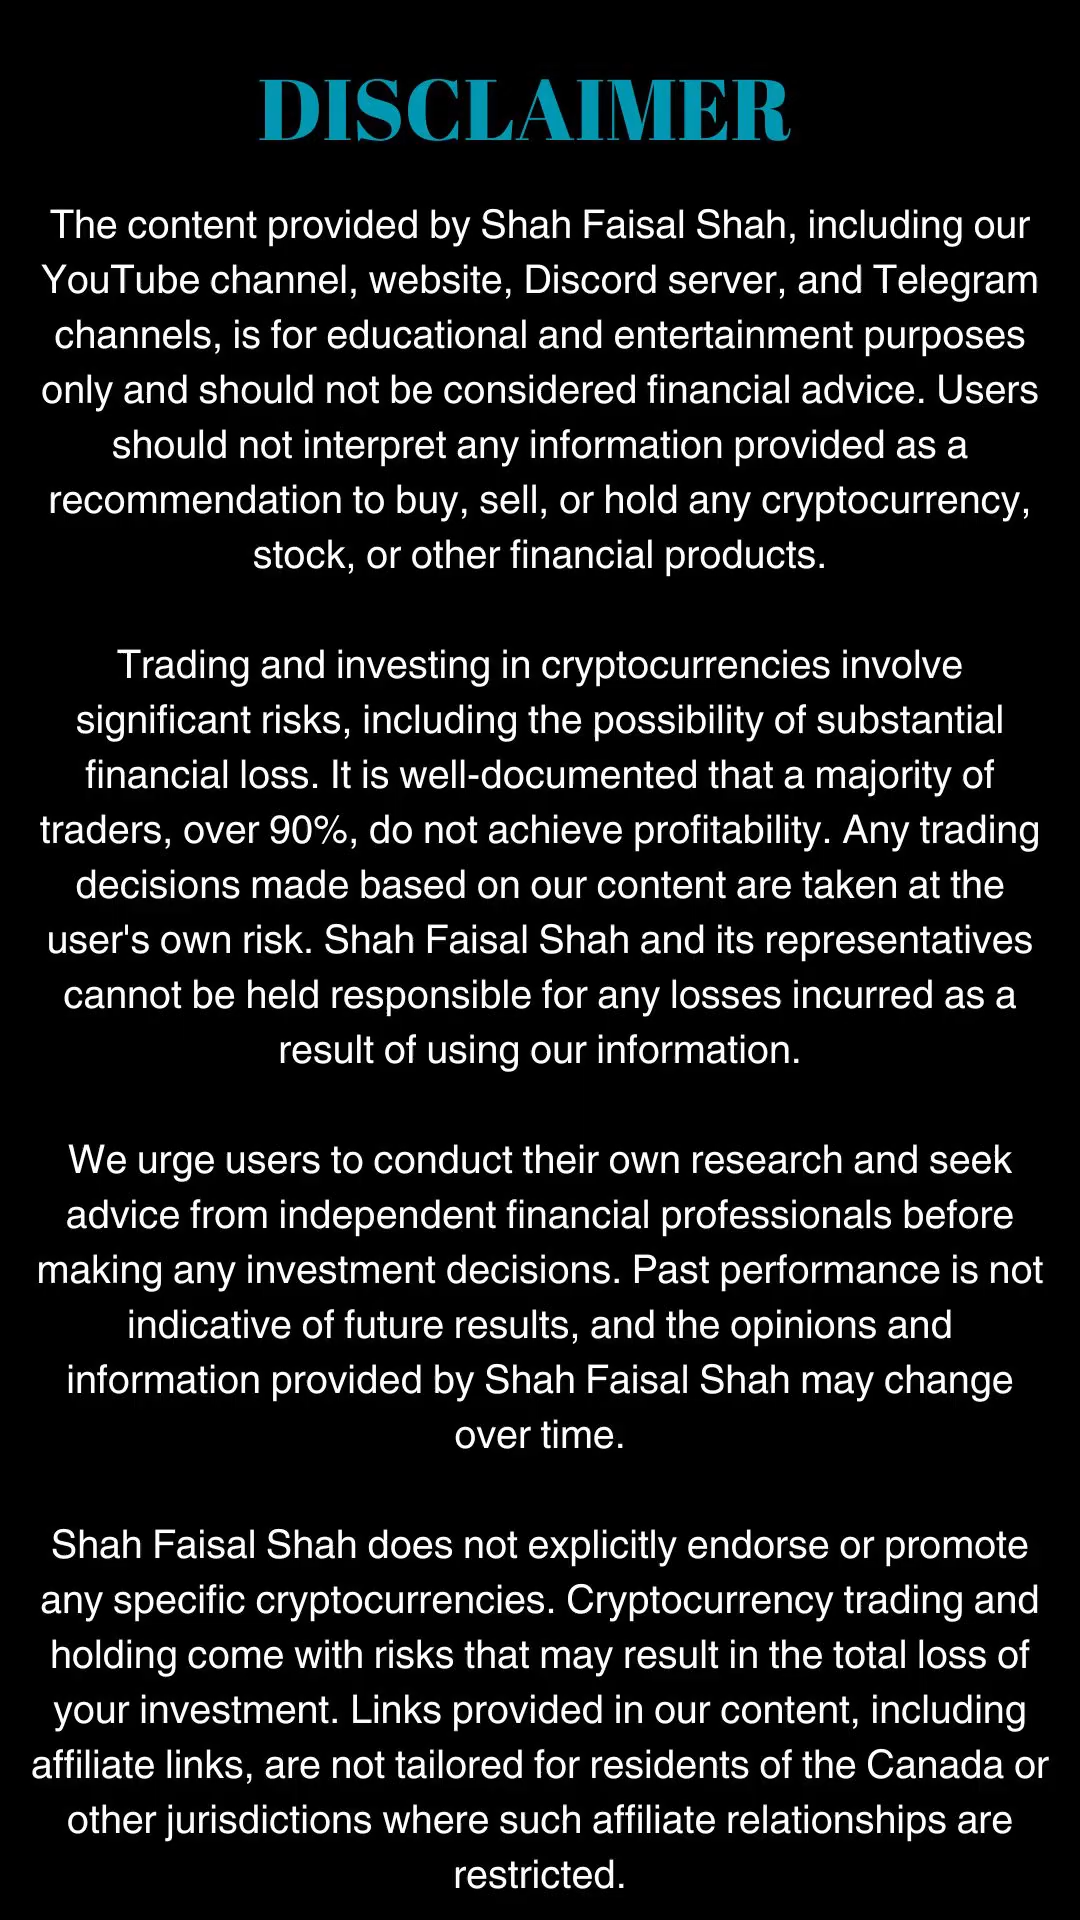 DISCLAIMER
The content provided by Shah Faisal Shah, including our
YouTube channel, website, Discord server, and Telegram
channels, is for educational and entertainment purposes
only and should not be considered financial advice. Users
should not interpret any information provided as a
recommendation to buy, sell, or hold any cryptocurrency,
stock, or other financial products.
Trading and investing in cryptocurrencies involve
significant risks, including the possibility of substantial
financial loss. It is well-documented that a majority of
traders, over 90%, do not achieve profitability. Any trading
decisions made based on our content are taken at the
user's own risk. Shah Faisal Shah and its representatives
cannot be held responsible for any losses incurred as a
result of using our information.
We urge users to conduct their own research and seek
advice from independent financial professionals before
making any investment decisions. Past performance is not
indicative of future results, and the opinions and
information provided by Shah Faisal Shah may change
over time.
Shah Faisal Shah does not explicitly endorse or promote
any specific cryptocurrencies. Cryptocurrency trading and
holding come with risks that may result in the total loss of
your investment. Links provided in our content, including
affiliate links, are not tailored for residents of the Canada or
other jurisdictions where such affiliate relationships are
restricted.